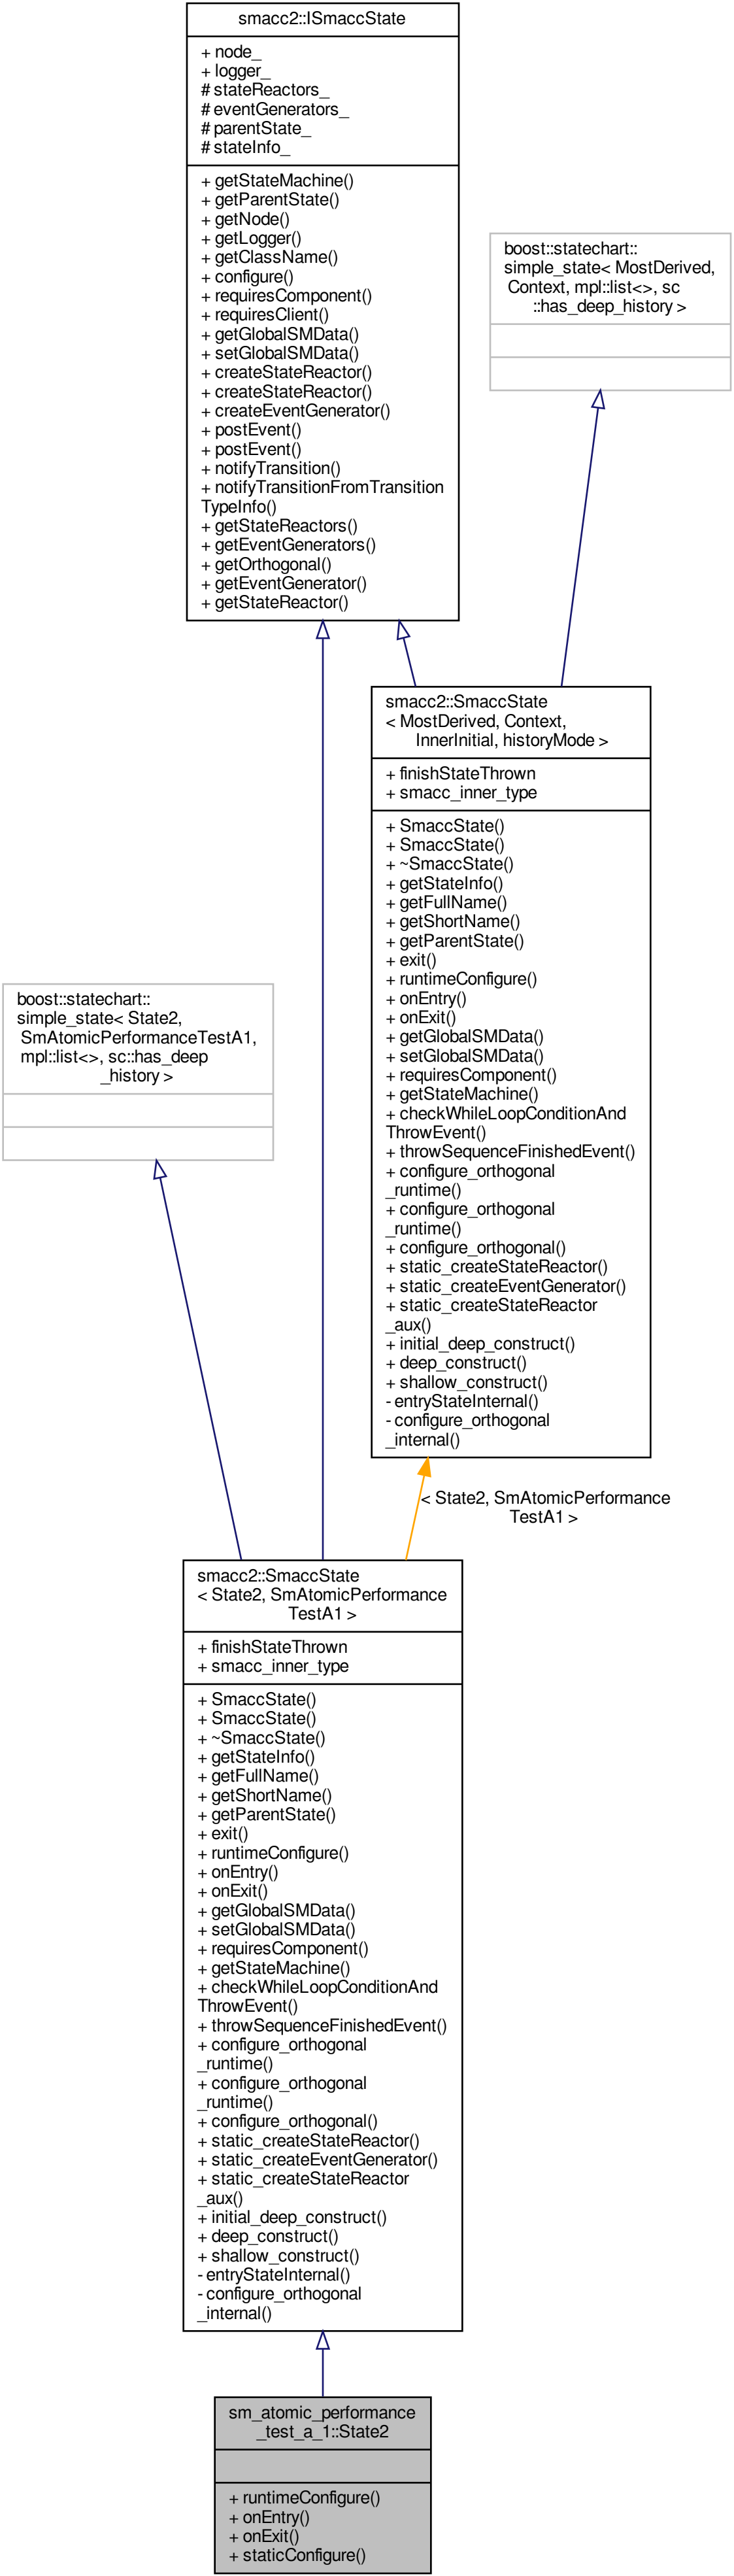 smacc2::ISmaccState
+ node_
+ logger_
# stateReactors_
# eventGenerators_
# parentState_
# stateInfo_
+ getStateMachine()
+ getParentState()
+ getNode()
+ getLogger()
+ getClassName()
+ configure()
+ requiresComponent()
+ requiresClient()
+ getGlobalSMData()
+ setGlobalSMData()
+ createStateReactor()
+ createStateReactor()
+ createEventGenerator()
+ postEvent()
+ postEvent()
+ notifyTransition()
+ notifyTransitionFromTransition
TypeInfo()
+ getStateReactors()
+ getEventGenerators()
+ getOrthogonal()
+ getEventGenerator()
+ getStateReactor()
boost::statechart::
simple_state< MostDerived,
Context, mpl::list<>, sc
::has_deep_history >
smacc2::SmaccState
< MostDerived, Context,
InnerInitial, historyMode >
+ finishStateThrown
+ smacc_inner_type
+ SmaccState()
+ SmaccState()
+ ~SmaccState()
+ getStateInfo()
+ getFullName()
+ getShortName()
+ getParentState()
+ exit()
+ runtimeConfigure()
+ onEntry()
+ onExit()
+ getGlobalSMData()
+ setGlobalSMData()
+ requiresComponent()
+ getStateMachine()
+ checkWhileLoopConditionAnd
ThrowEvent()
+ throwSequenceFinishedEvent()
+ configure_orthogonal
_runtime()
+ configure_orthogonal
_runtime()
+ configure_orthogonal()
+ static_createStateReactor()
+ static_createEventGenerator()
+ static_createStateReactor
_aux()
+ initial_deep_construct()
+ deep_construct()
+ shallow_construct()
- entryStateInternal()
- configure_orthogonal
_internal()
boost::statechart::
simple_state< State2,
SmAtomicPerformanceTestA1,
mpl::list<>, sc::has_deep
_history >
< State2, SmAtomicPerformance
TestA1 >
smacc2::SmaccState
< State2, SmAtomicPerformance
TestA1 >
+ finishStateThrown
+ smacc_inner_type
+ SmaccState()
+ SmaccState()
+ ~SmaccState()
+ getStateInfo()
+ getFullName()
+ getShortName()
+ getParentState()
+ exit()
+ runtimeConfigure()
+ onEntry()
+ onExit()
+ getGlobalSMData()
+ setGlobalSMData()
+ requiresComponent()
+ getStateMachine()
+ checkWhileLoopConditionAnd
ThrowEvent()
+ throwSequenceFinishedEvent()
+ configure_orthogonal
_runtime()
+ configure_orthogonal
_runtime()
+ configure_orthogonal()
+ static_createStateReactor()
+ static_createEventGenerator()
+ static_createStateReactor
_aux()
+ initial_deep_construct()
+ deep_construct()
+ shallow_construct()
- entryStateInternal()
- configure_orthogonal
_internal()
sm_atomic_performance
_test_a_1::State2
+ runtimeConfigure()
+ onEntry()
+ onExit()
+ staticConfigure()